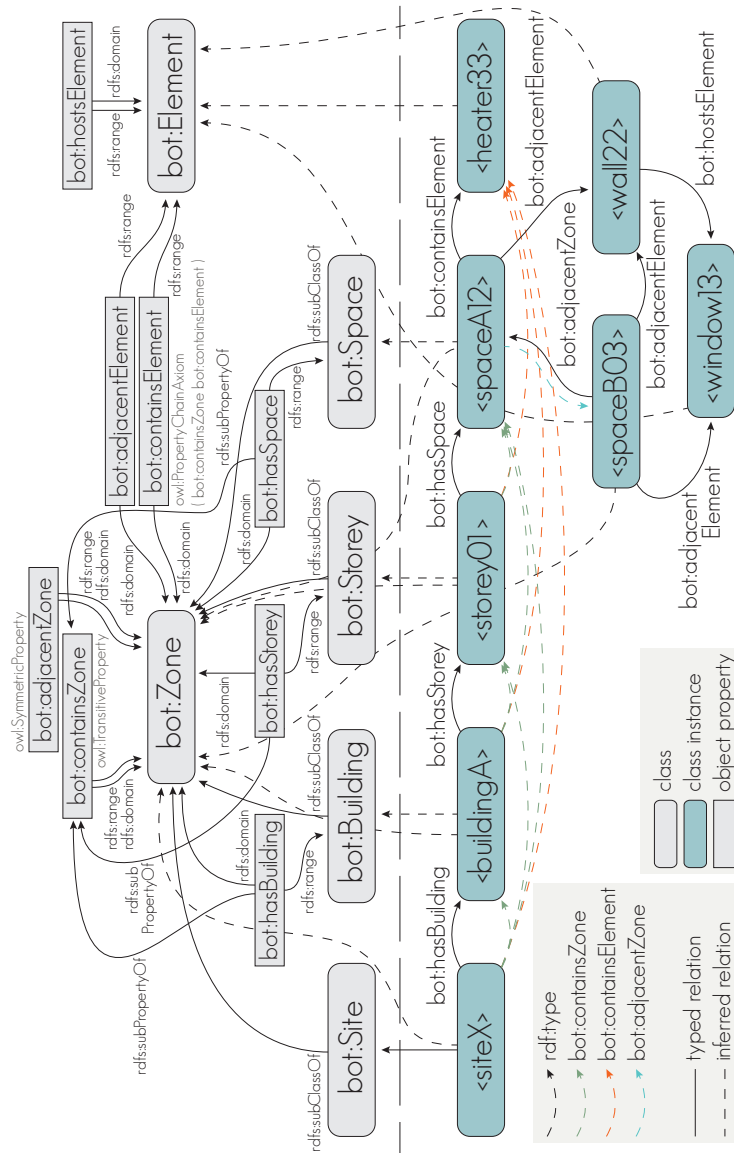 owl:SymmetricProperty
bot:adjacentZone
bot:hostsElement
rdfs:range
rdfs:domain
bot:containsZone
owl:TransitiveProperty
rdfs:range
rdfs:domain
rdfs:range
rdfs:domain
bot:adjacentElement
bot:containsElement
owl:PropertyChainAxiom
( bot:containsZone bot:containsElement )
rdfs:domain
rdfs:domain
rdfs:range
rdfs:range
bot:Zone
bot:Element
rdfs:subPropertyOf
rdfs:sub
PropertyOf
rdfs:subPropertyOf
bot:hasBuilding
rdfs:domain
rdfs:range
bot:hasStorey
rdfs:domain
rdfs:range
bot:hasSpace
rdfs:domain
rdfs:range
rdfs:subClassOf
bot:Site
rdfs:subClassOf
bot:Building
rdfs:subClassOf
bot:Storey
rdfs:subClassOf
bot:Space
bot:hasBuilding
bot:hasStorey
bot:hasSpace
bot:containsElement
<siteX>
<buildingA>
<storey01>
<spaceA12>
<heater33>
bot:adjacentElement
bot:adjacentZone
<spaceB03>
<wall22>
bot:adjacentElement
bot:adjacent
Element
bot:hostsElement
<window13>
rdf:type
bot:containsZone
bot:containsElement
bot:adjacentZone
typed relation
inferred relation
class
class instance
object property